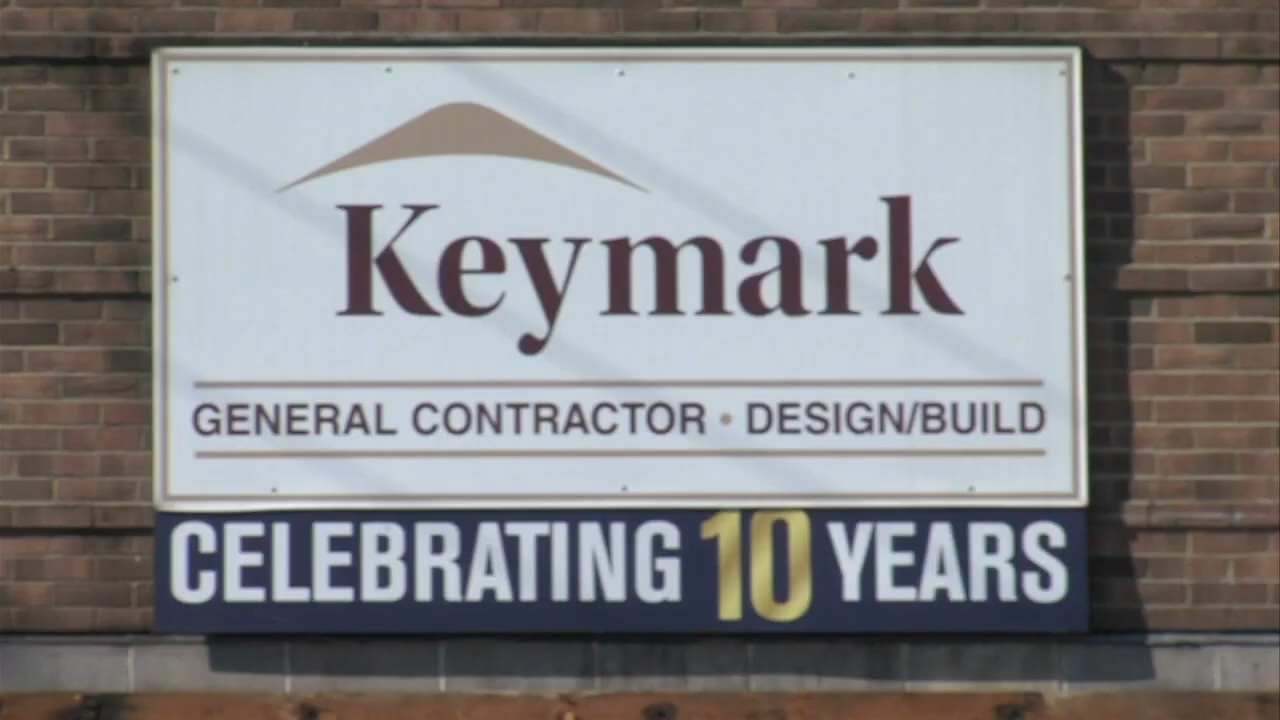 Keymark
GENERAL CONTRACTOR • DESIGN/BUILD
CELEBRATING 10 YEARS